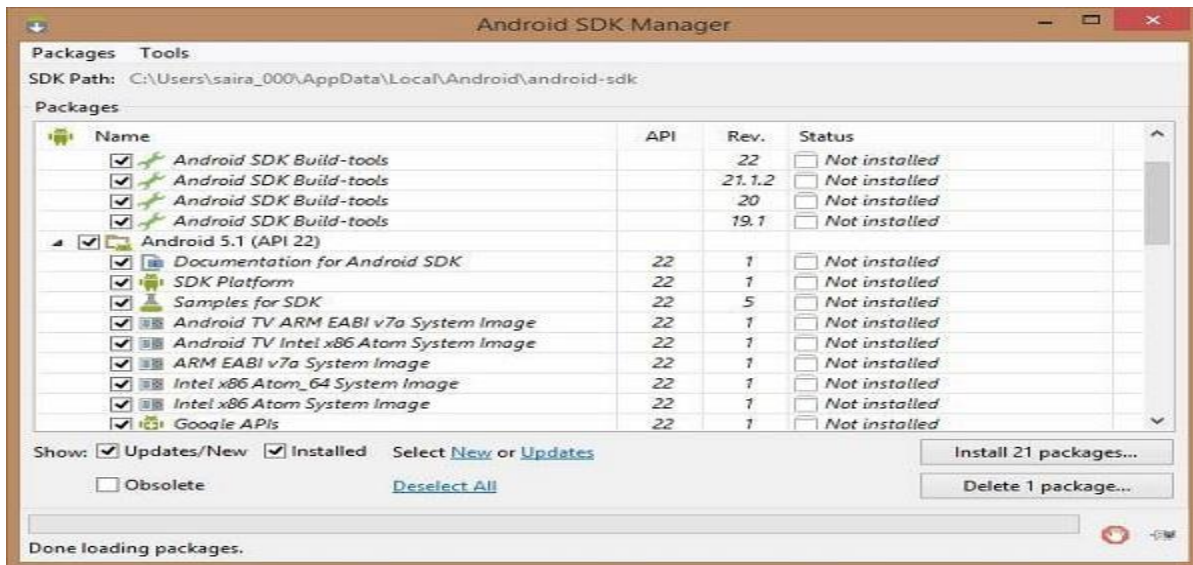 Android SDK Manager
Packages Tools
SDK Path: C:\Users\saira_000\AppData\Local\Android\android-sdk
Packages
Name API Rev. Status
Android SDK Build-tools 22 Not installed
Android SDK Build-tools 21.1.2 Not installed
Android SDK Build-tools 20 Not installed
Android SDK Build-tools 19.1 Not installed
Android 5.1 (API 22)
Documentation for Android SDK 22 1 Not installed
SDK Platform 22 1 Not installed
Samples for SDK 22 5 Not installed
Android TV ARM EABI v7a System Image 22 1 Not installed
Android TV Intel x86 Atom System Image 22 1 Not installed
ARM EABI v7a System Image 22 1 Not installed
Intel x86 Atom_64 System Image 22 1 Not installed
Intel x86 Atom System Image 22 1 Not installed
Google APIs 22 1 Not installed
Show: Updates/New Installed Select New or Updates Install 21 packages...
Obsolete Deselect All Delete 1 package...
Done loading packages.